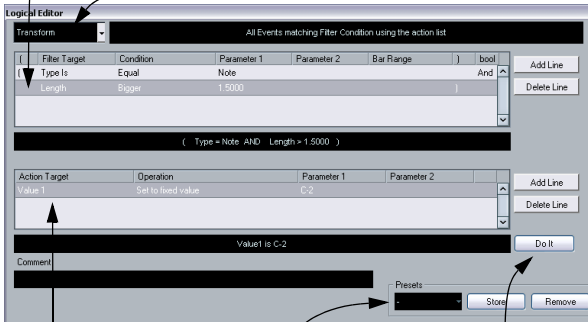 Logical Editor
Transform
All Events matching Filter Condition using the action list
( Filter Target Condition Parameter 1 Parameter 2 Bar Range ) bool
( Type Is Equal Note And
Length Bigger 1.5000 )
Add Line
Delete Line
( Type = Note AND Length > 1.5000 )
Action Target Operation Parameter 1 Parameter 2
Value 1 Set to fixed value C-2
Add Line
Delete Line
Value1 is C-2
Do It
Comment
Presets
-
Store
Remove